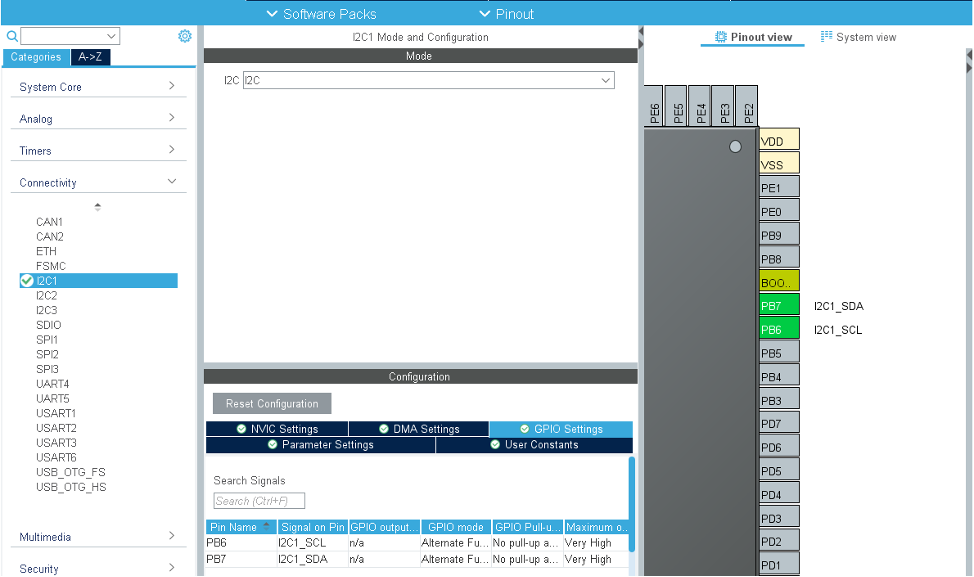 Software Packs
Pinout
I2C1 Mode and Configuration
Pinout view
System view
Categories
A->Z
Mode
System Core
I2C
I2C
Analog
Timers
Connectivity
CAN1
CAN2
ETH
FSMC
I2C1
I2C2
I2C3
SDIO
SPI1
SPI2
SPI3
UART4
UART5
USART1
USART2
USART3
USART6
USB_OTG_FS
USB_OTG_HS
Multimedia
Security
Configuration
Reset Configuration
NVIC Settings
DMA Settings
GPIO Settings
Parameter Settings
User Constants
Search Signals
Search (Ctrl+F)
Pin Name Signal on Pin GPIO output... GPIO mode GPIO Pull-u... Maximum o...
PB6 I2C1_SCL n/a Alternate Fu... No pull-up a... Very High
PB7 I2C1_SDA n/a Alternate Fu... No pull-up a... Very High
PE6
PE5
PE4
PE3
PE2
VDD
VSS
PE1
PE0
PB9
PB8
BOO..
PB7 I2C1_SDA
PB6 I2C1_SCL
PB5
PB4
PB3
PD7
PD6
PD5
PD4
PD3
PD2
PD1